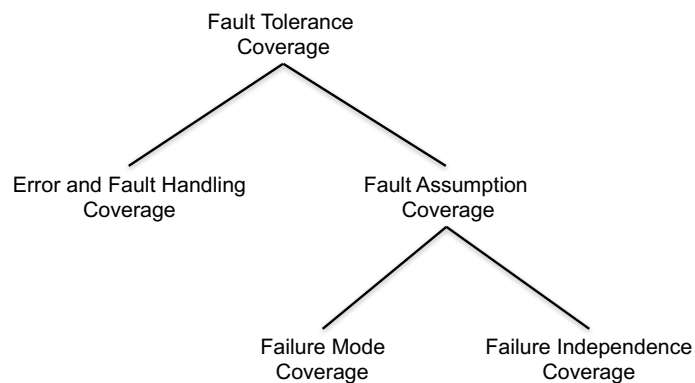 Fault Tolerance
Coverage
Error and Fault Handling
Coverage
Fault Assumption
Coverage
Failure Mode
Coverage
Failure Independence
Coverage